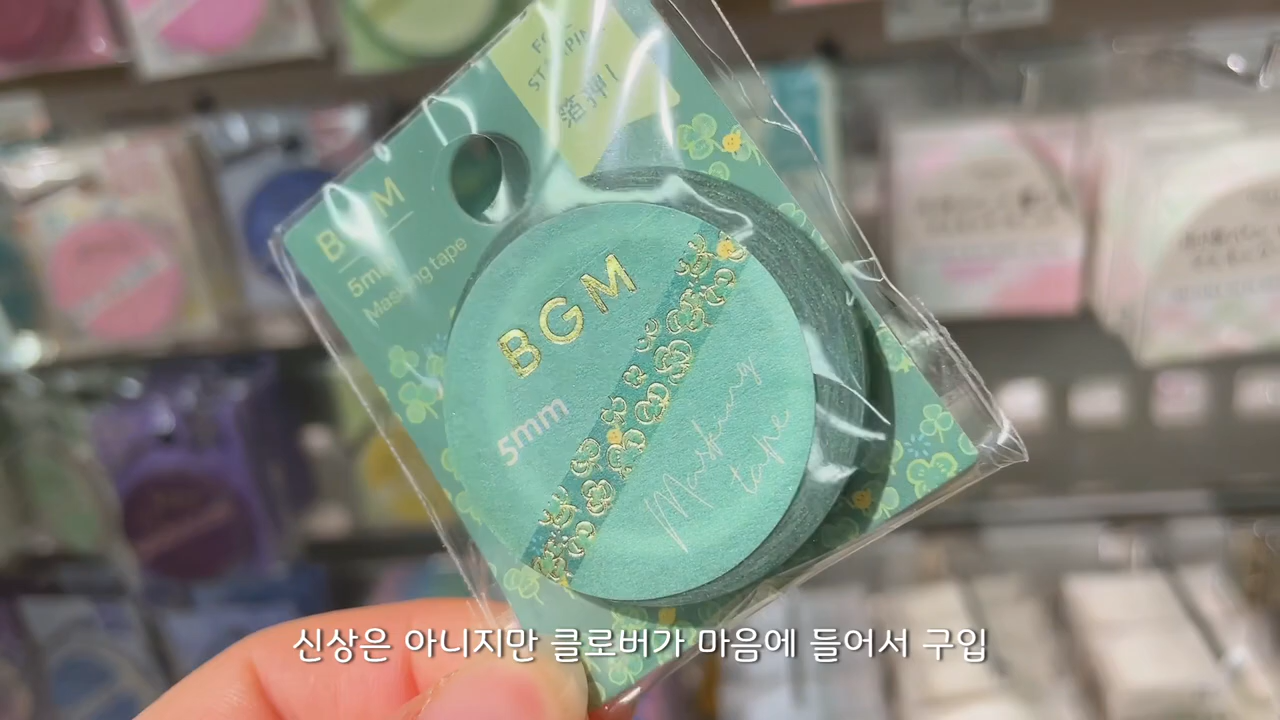 箔押し
BGM
5mm
Masking tape
BGM
5mm
Masking
tape
신상은 아니지만 클로버가 마음에 들어서 구입